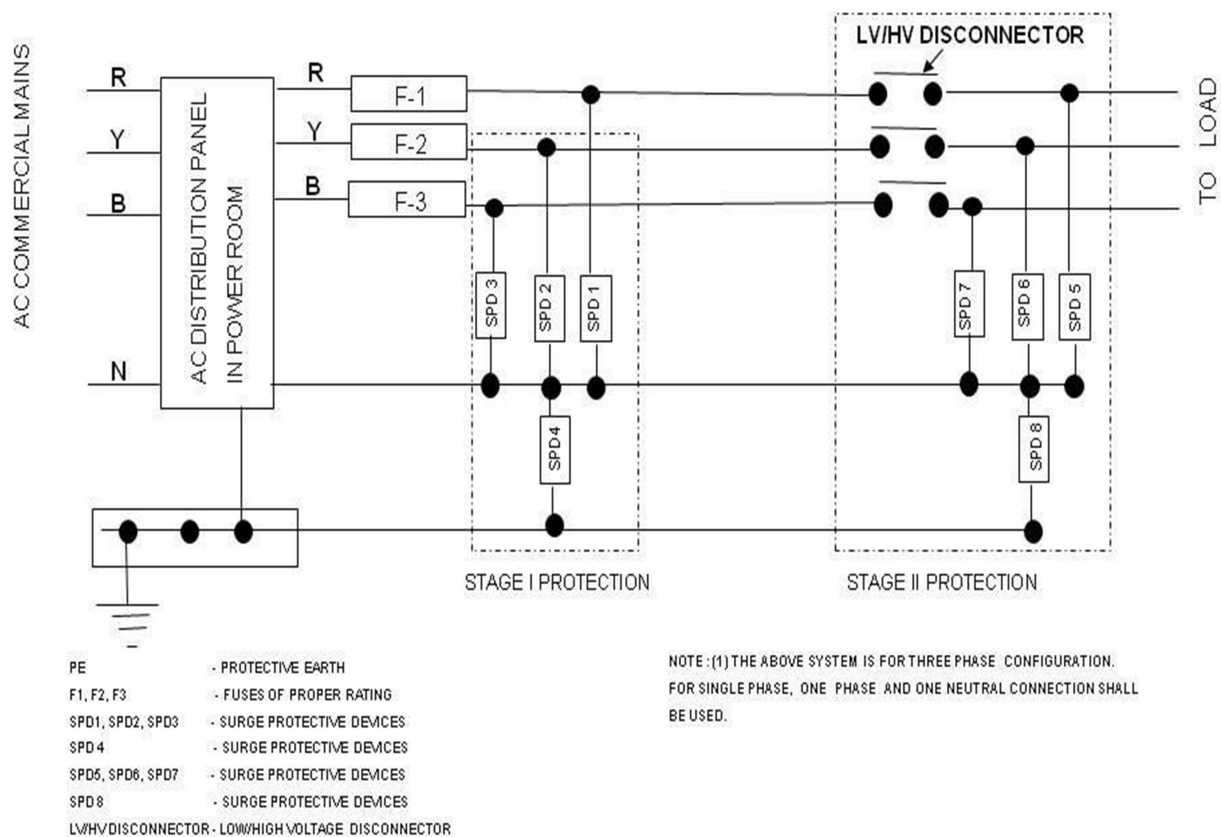 LV/HV DISCONNECTOR
AC COMMERCIAL MAINS
R
Y
B
N
AC DISTRIBUTION PANEL
IN POWER ROOM
R
Y
B
F-1
F-2
F-3
SPD 3
SPD 2
SPD 1
SPD4
SPD 7
SPD 6
SPD 5
SPD 8
TO LOAD
STAGE I PROTECTION
STAGE II PROTECTION
PE - PROTECTIVE EARTH
F1, F2, F3 - FUSES OF PROPER RATING
SPD1, SPD2, SPD3 - SURGE PROTECTIVE DEVICES
SPD 4 - SURGE PROTECTIVE DEVICES
SPD5, SPD6, SPD7 - SURGE PROTECTIVE DEVICES
SPD 8 - SURGE PROTECTIVE DEVICES
LV/HV DISCONNECTOR - LOW/HIGH VOLTAGE DISCONNECTOR
NOTE : (1) THE ABOVE SYSTEM IS FOR THREE PHASE CONFIGURATION.
FOR SINGLE PHASE, ONE PHASE AND ONE NEUTRAL CONNECTION SHALL
BE USED.